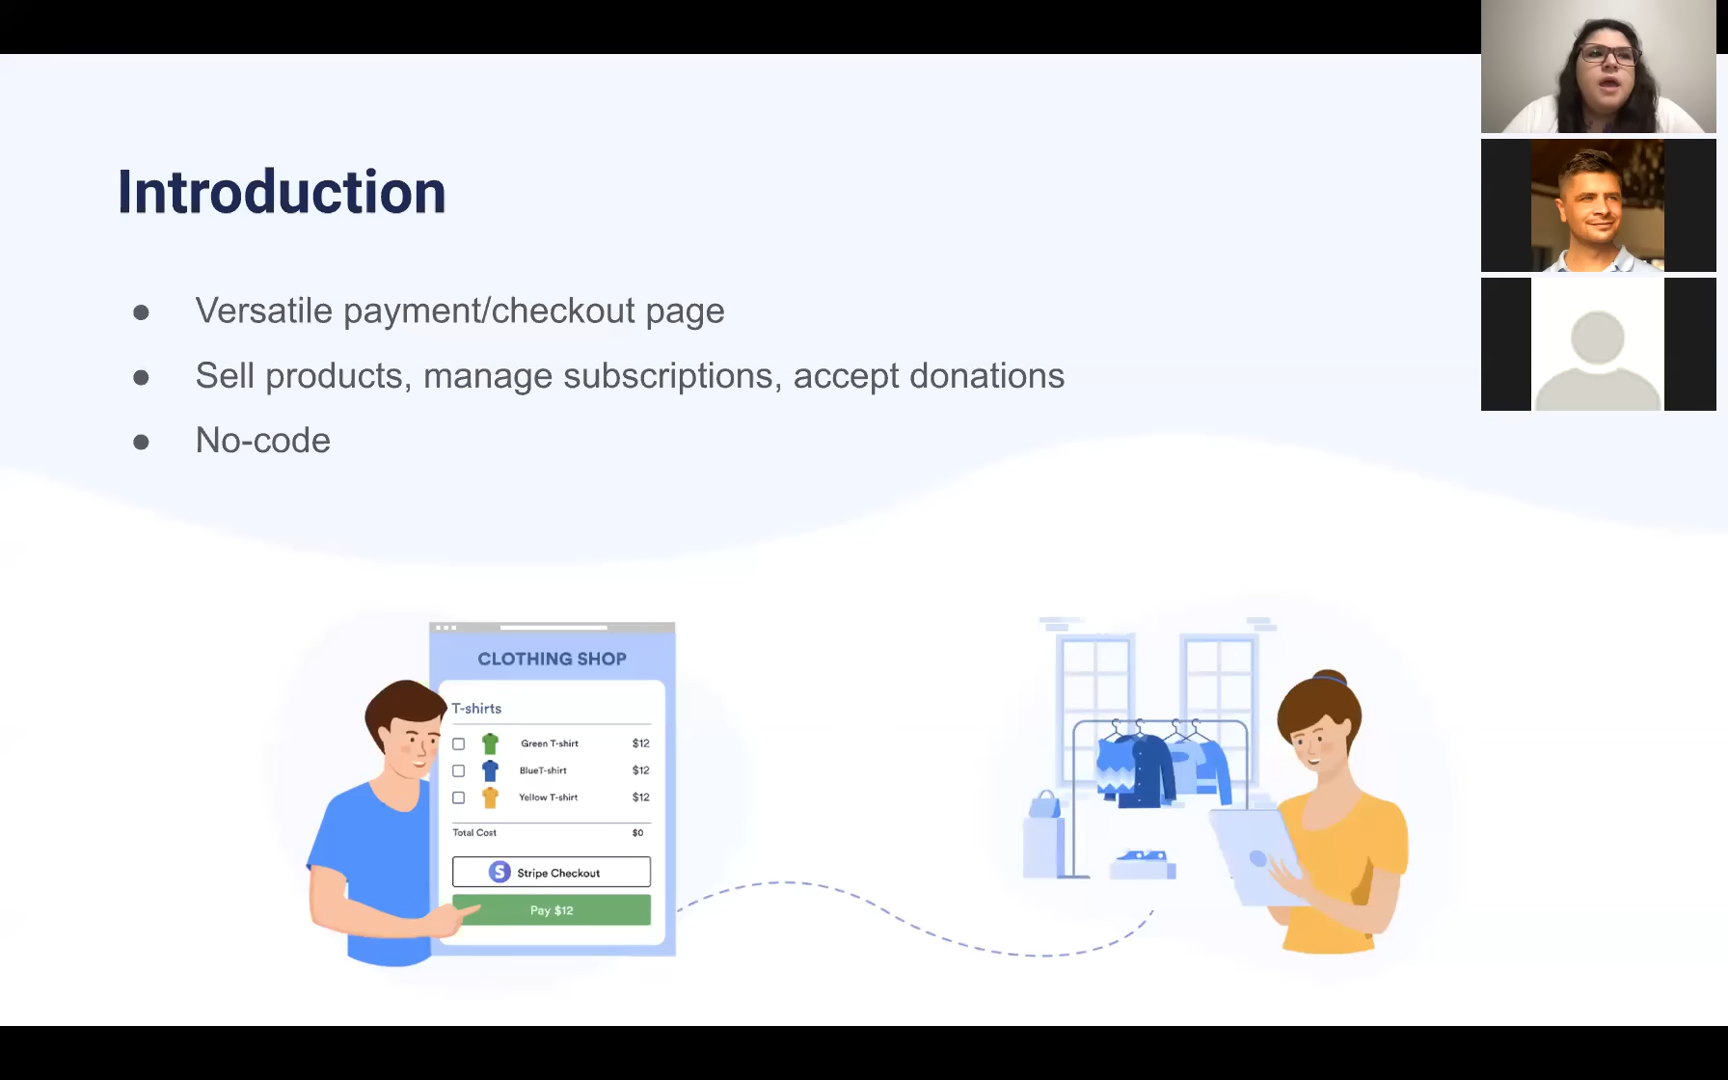 Introduction
● Versatile payment/checkout page
● Sell products, manage subscriptions, accept donations
● No-code
CLOTHING SHOP
T-shirts
Green T-shirt $12
BlueT-shirt $12
Yellow T-shirt $12
Total Cost $0
S Stripe Checkout
Pay $12